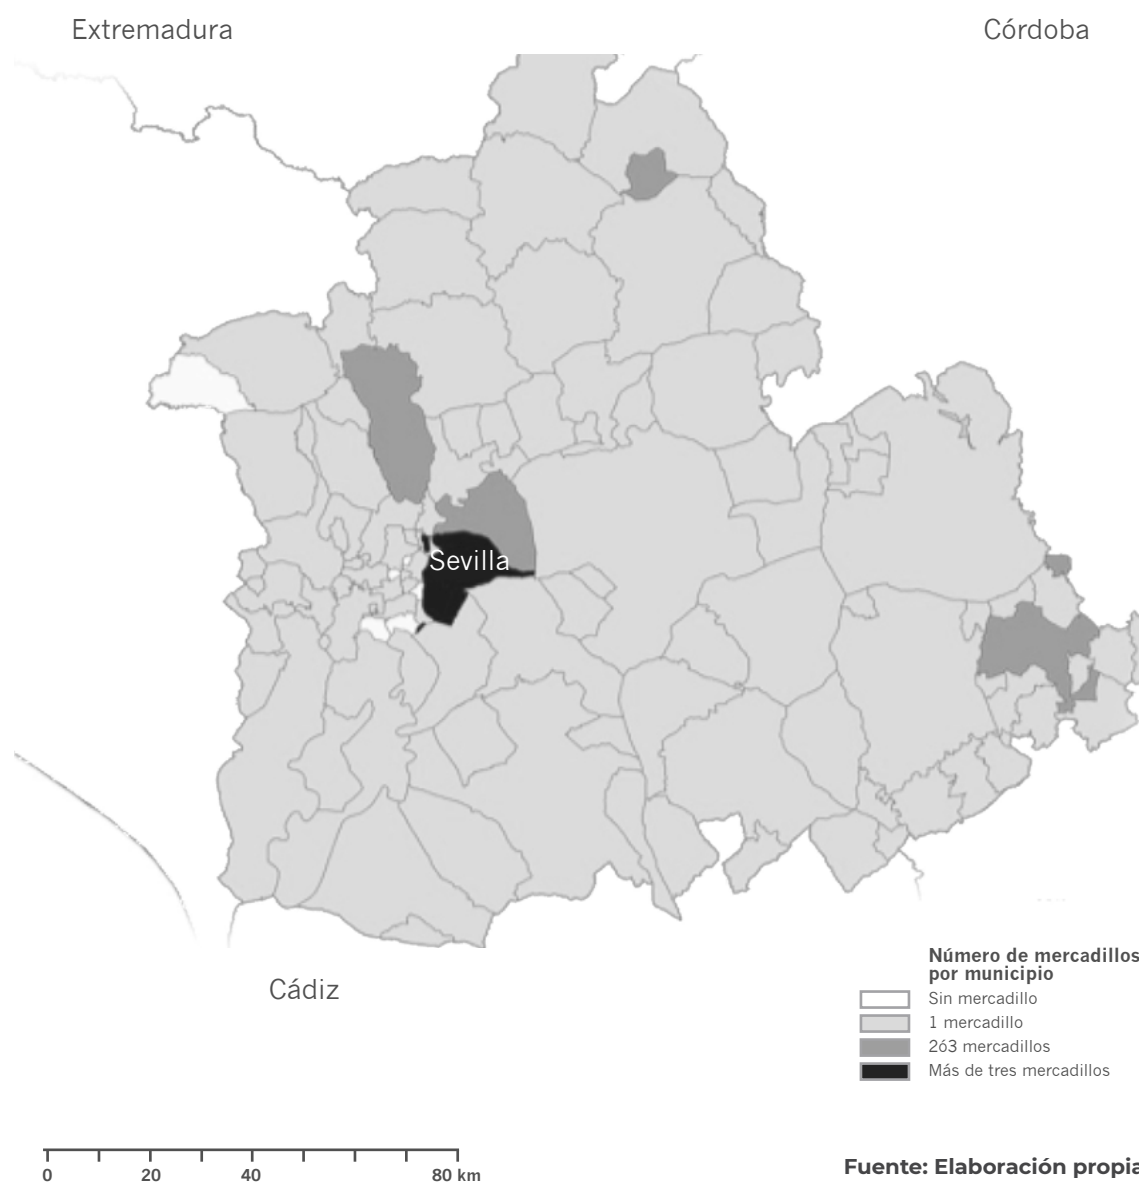 Extremadura
Córdoba
Sevilla
Cádiz
Número de mercadillos
por municipio
Sin mercadillo
1 mercadillo
2ó3 mercadillos
Más de tres mercadillos
0 20 40 80 km
Fuente: Elaboración propia